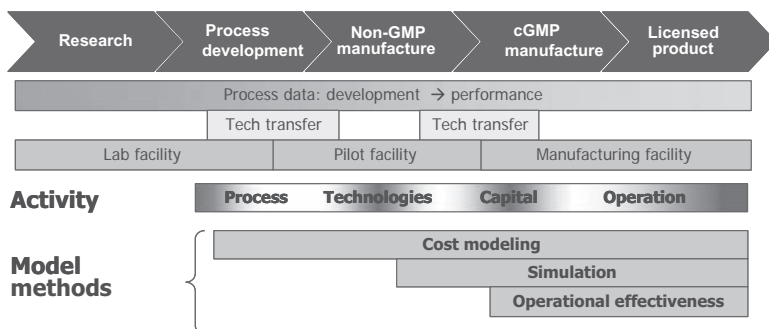 Research
Process
development
Non-GMP
manufacture
cGMP
manufacture
Licensed
product
Process data: development → performance
Tech transfer
Tech transfer
Lab facility
Pilot facility
Manufacturing facility
Activity
Process
Technologies
Capital
Operation
Model
methods
Cost modeling
Simulation
Operational effectiveness